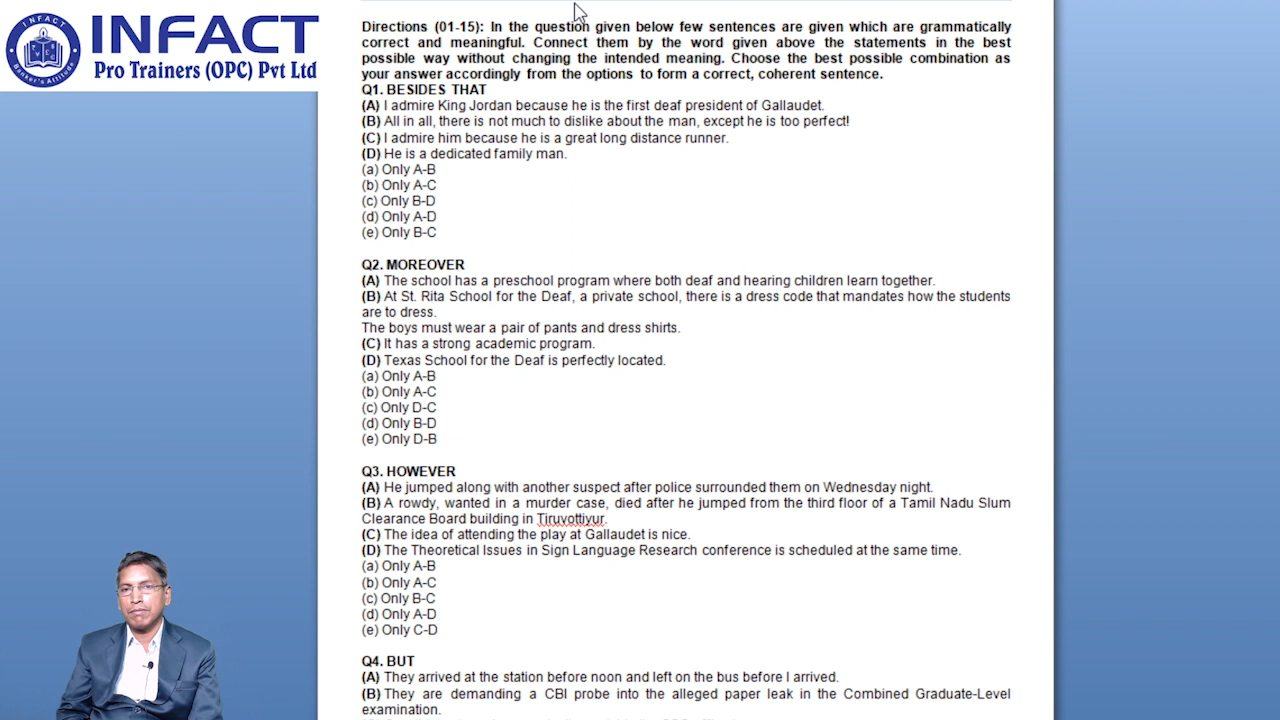 INFACT
Pro Trainers (OPC) Pvt Ltd
INFACT
Banker's Attitude
Directions (01-15): In the question given below few sentences are given which are grammatically
correct and meaningful. Connect them by the word given above the statements in the best
possible way without changing the intended meaning. Choose the best possible combination as
your answer accordingly from the options to form a correct, coherent sentence.
Q1. BESIDES THAT
(A) I admire King Jordan because he is the first deaf president of Gallaudet.
(B) All in all, there is not much to dislike about the man, except he is too perfect!
(C) I admire him because he is a great long distance runner.
(D) He is a dedicated family man.
(a) Only A-B
(b) Only A-C
(c) Only B-D
(d) Only A-D
(e) Only B-C
Q2. MOREOVER
(A) The school has a preschool program where both deaf and hearing children learn together.
(B) At St. Rita School for the Deaf, a private school, there is a dress code that mandates how the students
are to dress.
The boys must wear a pair of pants and dress shirts.
(C) It has a strong academic program.
(D) Texas School for the Deaf is perfectly located.
(a) Only A-B
(b) Only A-C
(c) Only D-C
(d) Only B-D
(e) Only D-B
Q3. HOWEVER
(A) He jumped along with another suspect after police surrounded them on Wednesday night.
(B) A rowdy, wanted in a murder case, died after he jumped from the third floor of a Tamil Nadu Slum
Clearance Board building in Tiruvottiyur.
(C) The idea of attending the play at Gallaudet is nice.
(D) The Theoretical Issues in Sign Language Research conference is scheduled at the same time.
(a) Only A-B
(b) Only A-C
(c) Only B-C
(d) Only A-D
(e) Only C-D
Q4. BUT
(A) They arrived at the station before noon and left on the bus before I arrived.
(B) They are demanding a CBI probe into the alleged paper leak in the Combined Graduate-Level
examination.